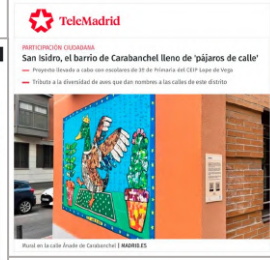 TeleMadrid
PARTICIPACIÓN CIUDADANA
San Isidro, el barrio de Carabanchel lleno de 'pájaros de calle'
Proyecto llevado a cabo con escolares de 3º de Primaria del CEIP Lope de Vega
Tributo a la diversidad de aves que dan nombres a las calles de este distrito
Mural en la calle Ánade de Carabanchel | MADRID.ES